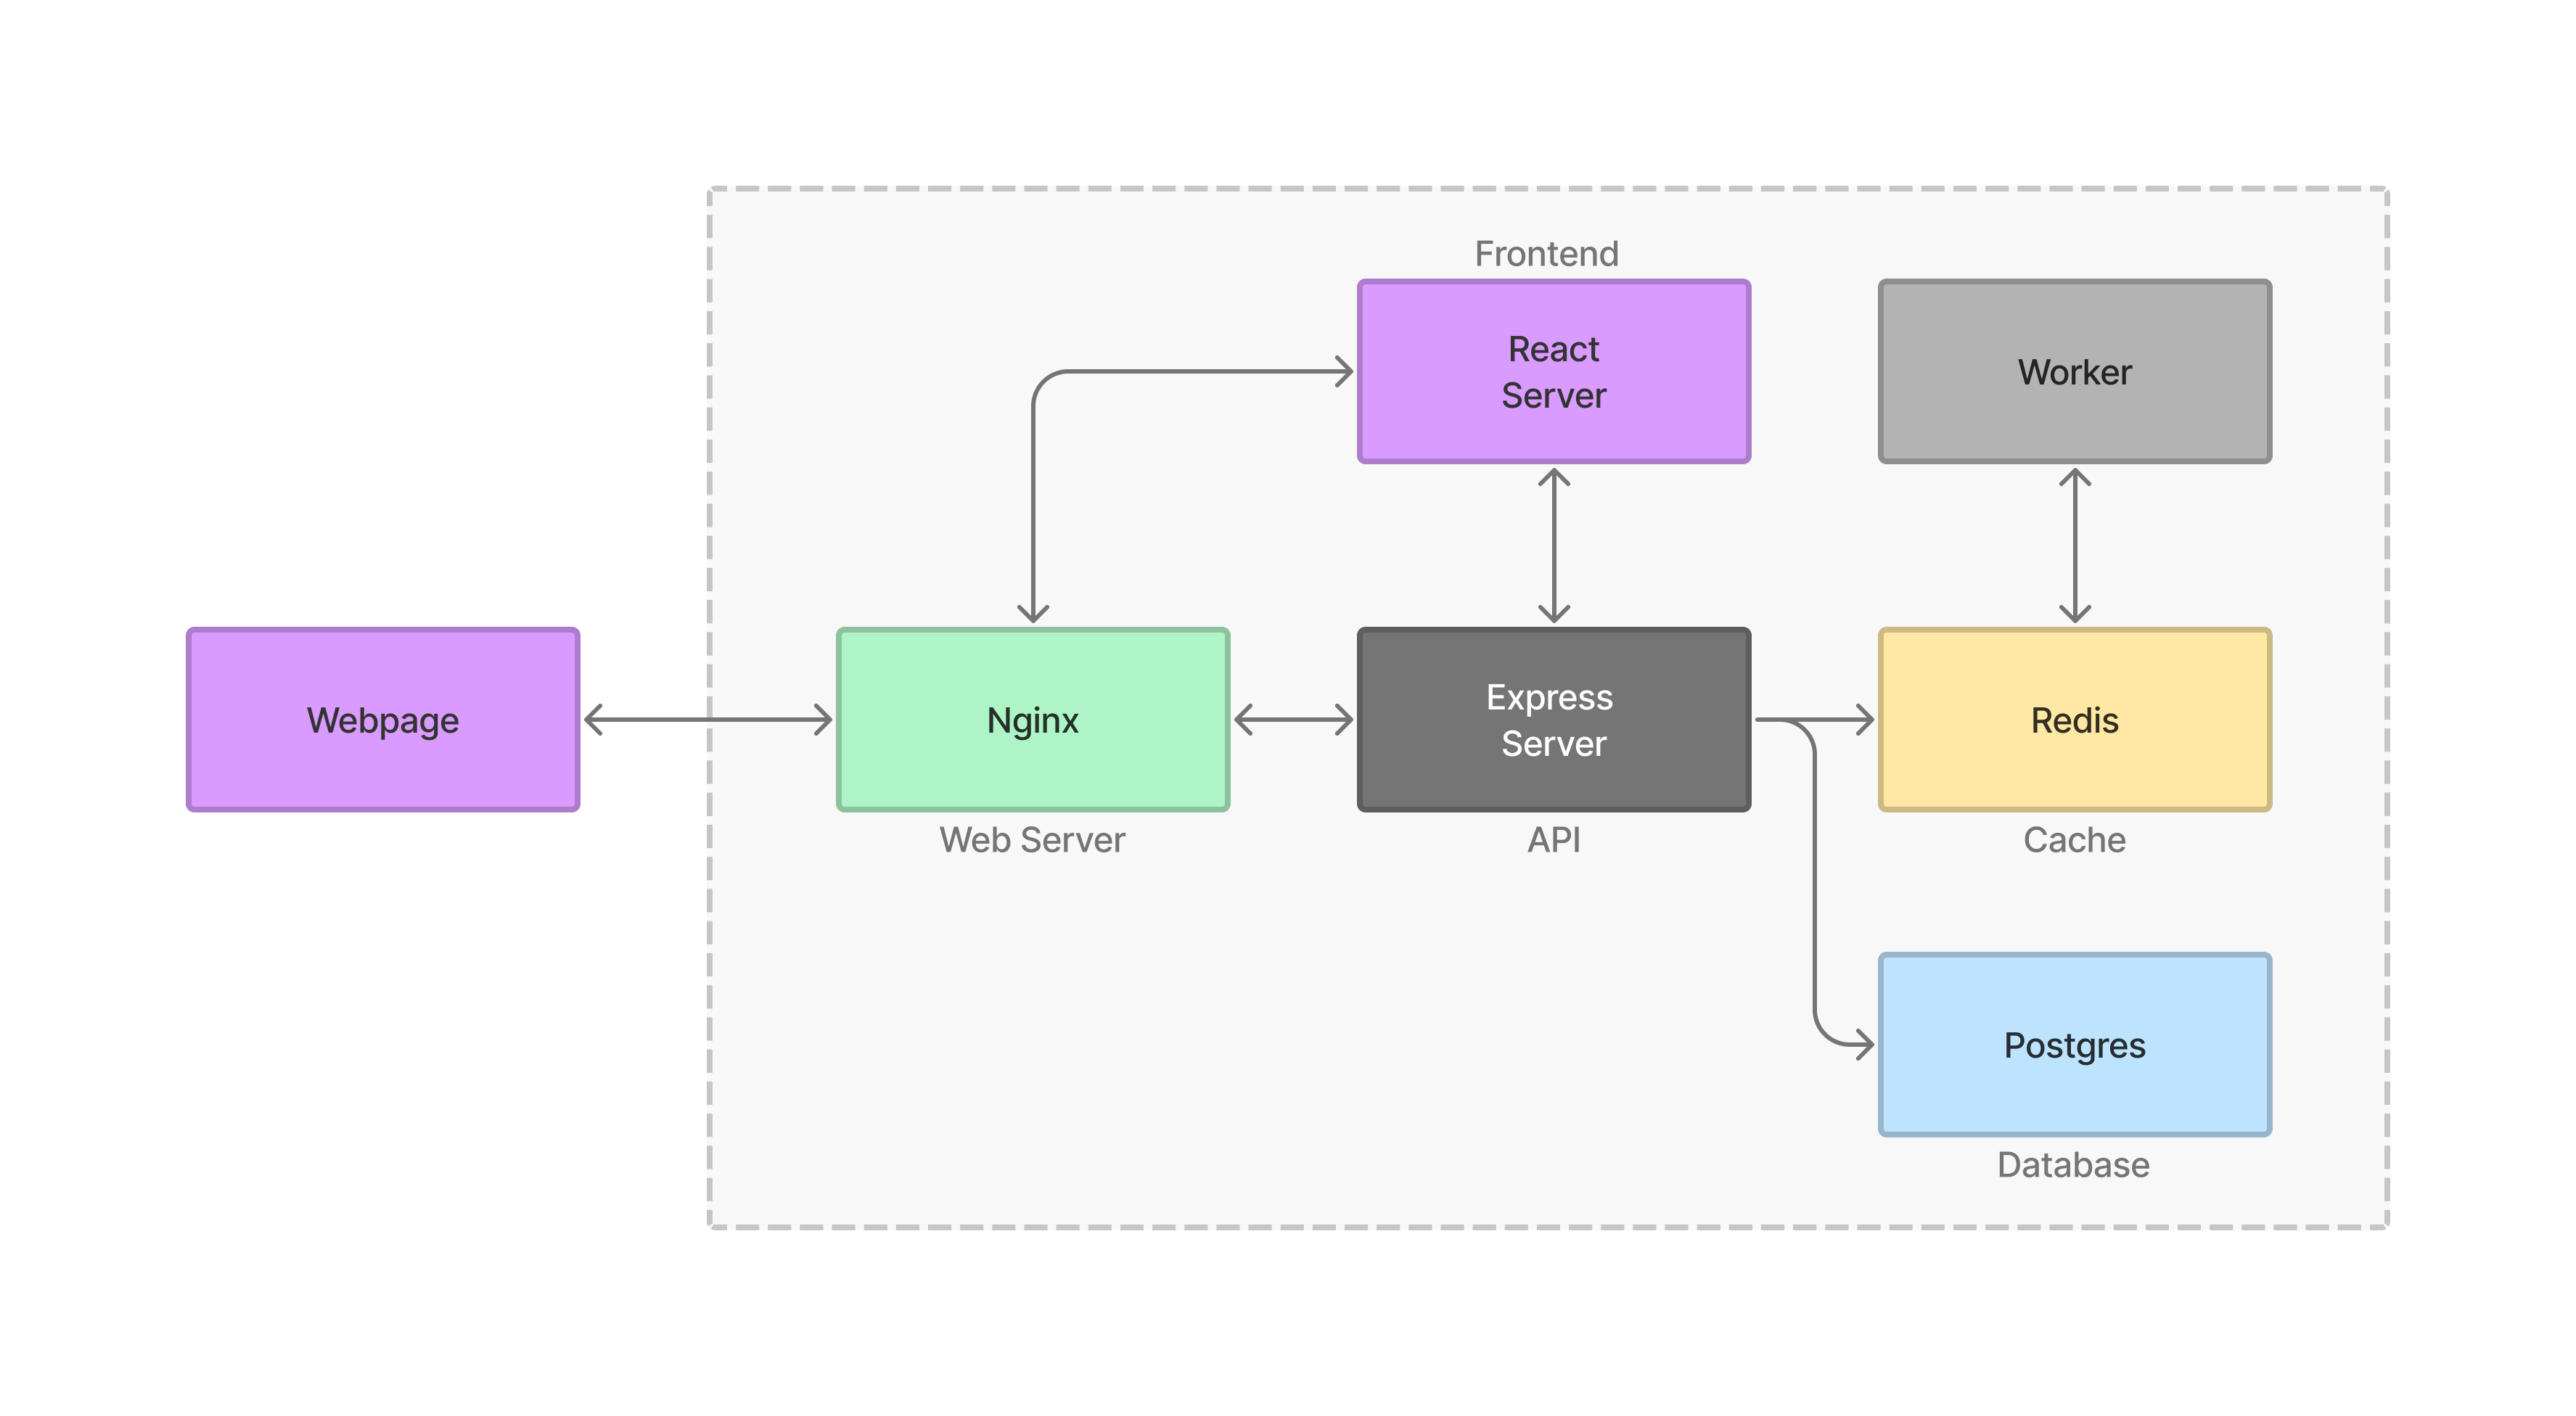 Frontend
React
Server
Worker
Webpage
Nginx
Express
Server
Redis
Web Server
API
Cache
Postgres
Database